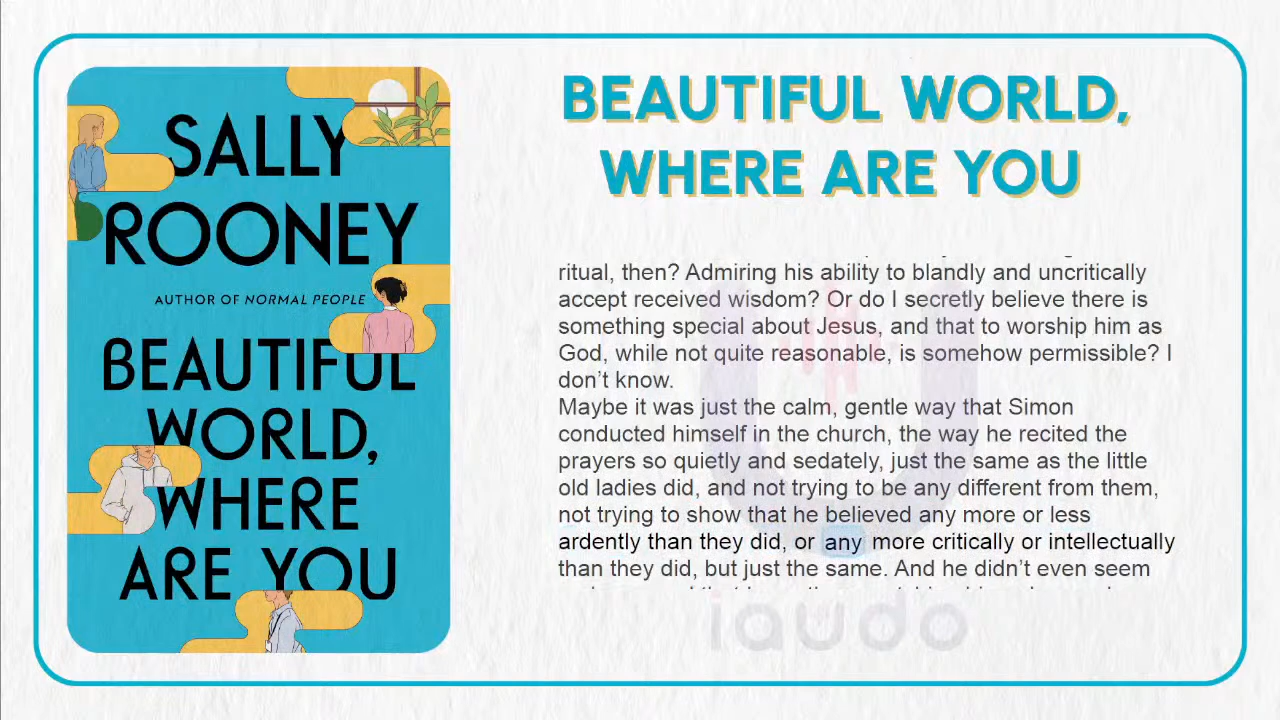 SALLY
ROONEY
AUTHOR OF NORMAL PEOPLE
BEAUTIFUL
WORLD,
WHERE
ARE YOU
BEAUTIFUL WORLD,
WHERE ARE YOU
ritual, then? Admiring his ability to blandly and uncritically
accept received wisdom? Or do I secretly believe there is
something special about Jesus, and that to worship him as
God, while not quite reasonable, is somehow permissible? I
don’t know.
Maybe it was just the calm, gentle way that Simon
conducted himself in the church, the way he recited the
prayers so quietly and sedately, just the same as the little
old ladies did, and not trying to be any different from them,
not trying to show that he believed any more or less
ardently than they did, or any more critically or intellectually
than they did, but just the same. And he didn’t even seem
iaudo